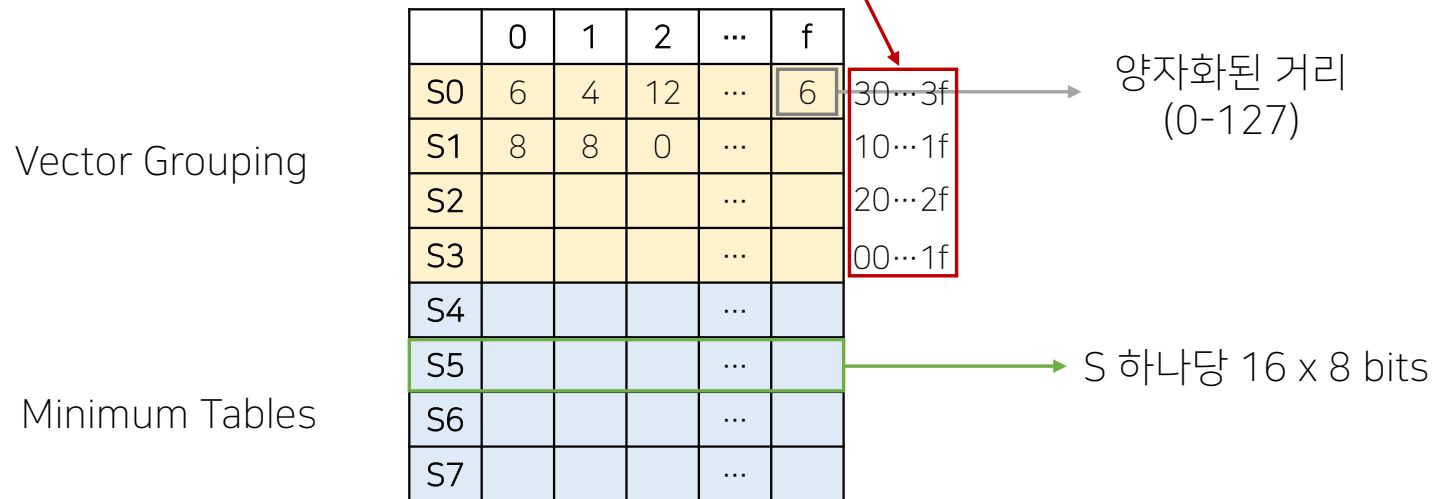 0 1 2 … f
S0 6 4 12 … 6 30…3f
양자화된 거리
(0-127)
S1 8 8 0 … 10…1f
Vector Grouping
S2 … 20…2f
S3 … 00…1f
S4 …
S5 … S 하나당 16 x 8 bits
Minimum Tables
S6 …
S7 …